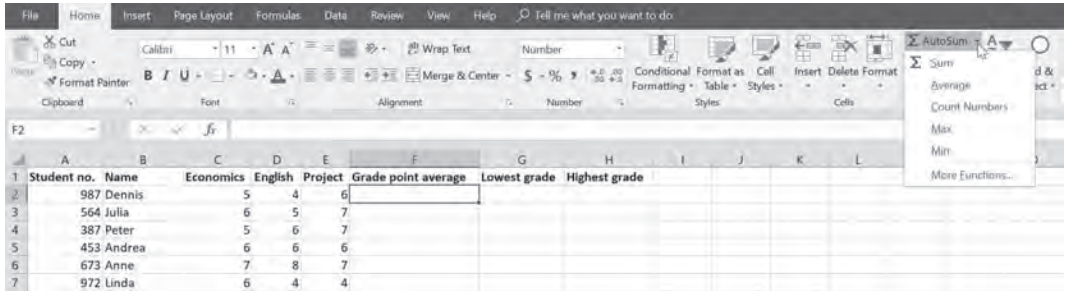 File Home Insert Page Layout Formulas Data Review View Help Tell me what you want to do
Cut Calibri 11 A A Wrap Text Number AutoSum A
Copy Sum
Format Painter B I U A Merge & Center $ % , .0 .00 .00 .0 Conditional Format as Cell Insert Delete Format d &
Formatting Table Styles ect
Average
Clipboard Font Alignment Number Styles Cells Count Numbers
Max
F2 fx Min
More Functions...
A B C D E F G H I J K L
1 Student no. Name Economics English Project Grade point average Lowest grade Highest grade
2 987 Dennis 5 4 6
3 564 Julia 6 5 7
4 387 Peter 5 6 7
5 453 Andrea 6 6 6
6 673 Anne 7 8 7
7 972 Linda 6 4 4